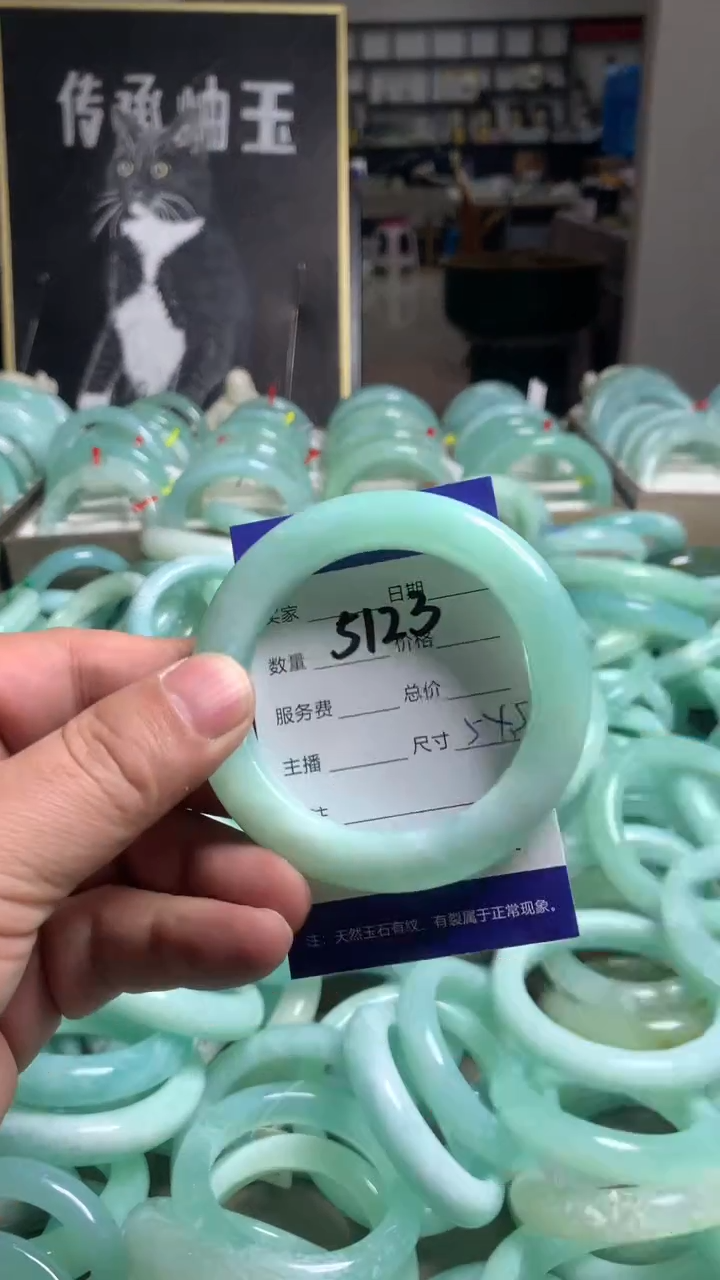 传承岫玉
买家 日期
5123
数量 价格
服务费 总价
主播 尺寸
注：天然玉石有纹、有裂属于正常现象。